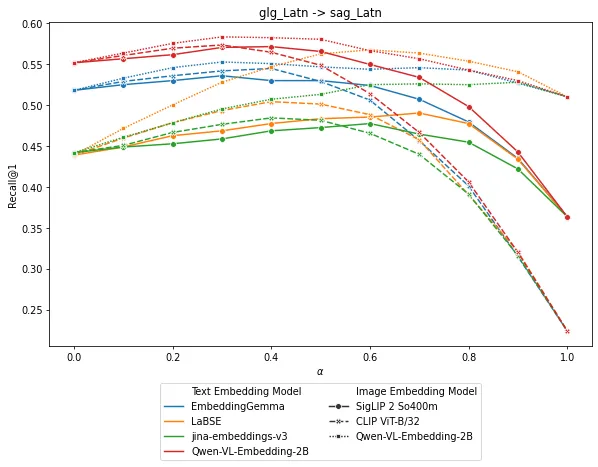 glg_Latn -> sag_Latn
0.60
0.55
0.50
0.45
0.40
0.35
0.30
0.25
Recall@1
0.0 0.2 0.4 0.6 0.8 1.0
α
Text Embedding Model
EmbeddingGemma
LaBSE
jina-embeddings-v3
Qwen-VL-Embedding-2B
Image Embedding Model
SigLIP 2 So400m
CLIP ViT-B/32
Qwen-VL-Embedding-2B